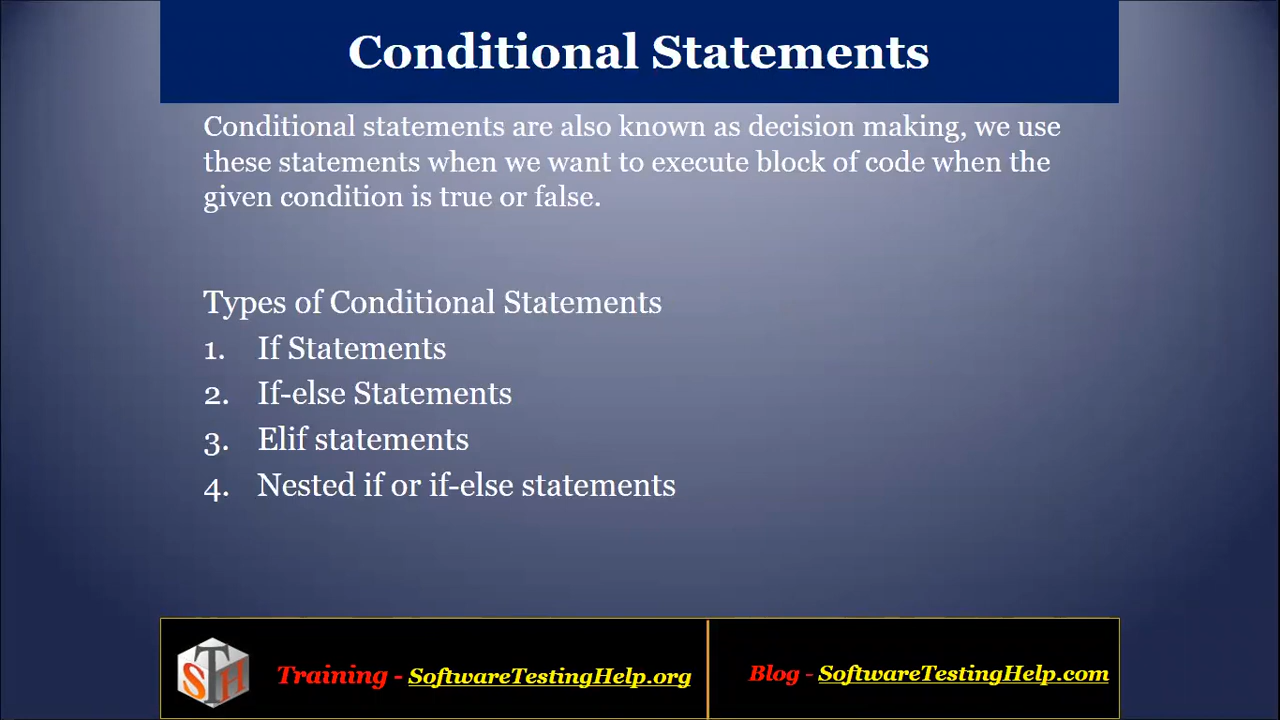 Conditional Statements
Conditional statements are also known as decision making, we use
these statements when we want to execute block of code when the
given condition is true or false.
Types of Conditional Statements
1. If Statements
2. If-else Statements
3. Elif statements
4. Nested if or if-else statements
STH
Training - SoftwareTestingHelp.org
Blog - SoftwareTestingHelp.com